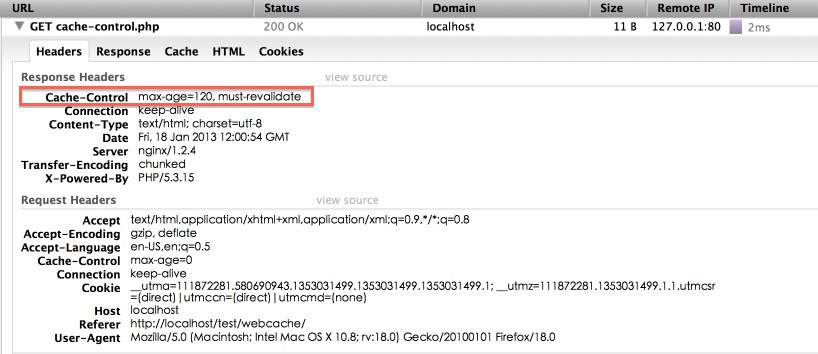 URL Status Domain Size Remote IP Timeline
GET cache-control.php 200 OK localhost 11 B 127.0.0.1:80 2ms
Headers Response Cache HTML Cookies
Response Headers view source
Cache-Control max-age=120, must-revalidate
Connection keep-alive
Content-Type text/html; charset=utf-8
Date Fri, 18 Jan 2013 12:00:54 GMT
Server nginx/1.2.4
Transfer-Encoding chunked
X-Powered-By PHP/5.3.15
Request Headers view source
Accept text/html,application/xhtml+xml,application/xml;q=0.9,*/*;q=0.8
Accept-Encoding gzip, deflate
Accept-Language en-US,en;q=0.5
Cache-Control max-age=0
Connection keep-alive
Cookie __utma=111872281.580690943.1353031499.1353031499.1353031499.1; __utmz=111872281.1353031499.1.1.utmcsr
=(direct)|utmccn=(direct)|utmcmd=(none)
Host localhost
Referer http://localhost/test/webcache/
User-Agent Mozilla/5.0 (Macintosh; Intel Mac OS X 10.8; rv:18.0) Gecko/20100101 Firefox/18.0